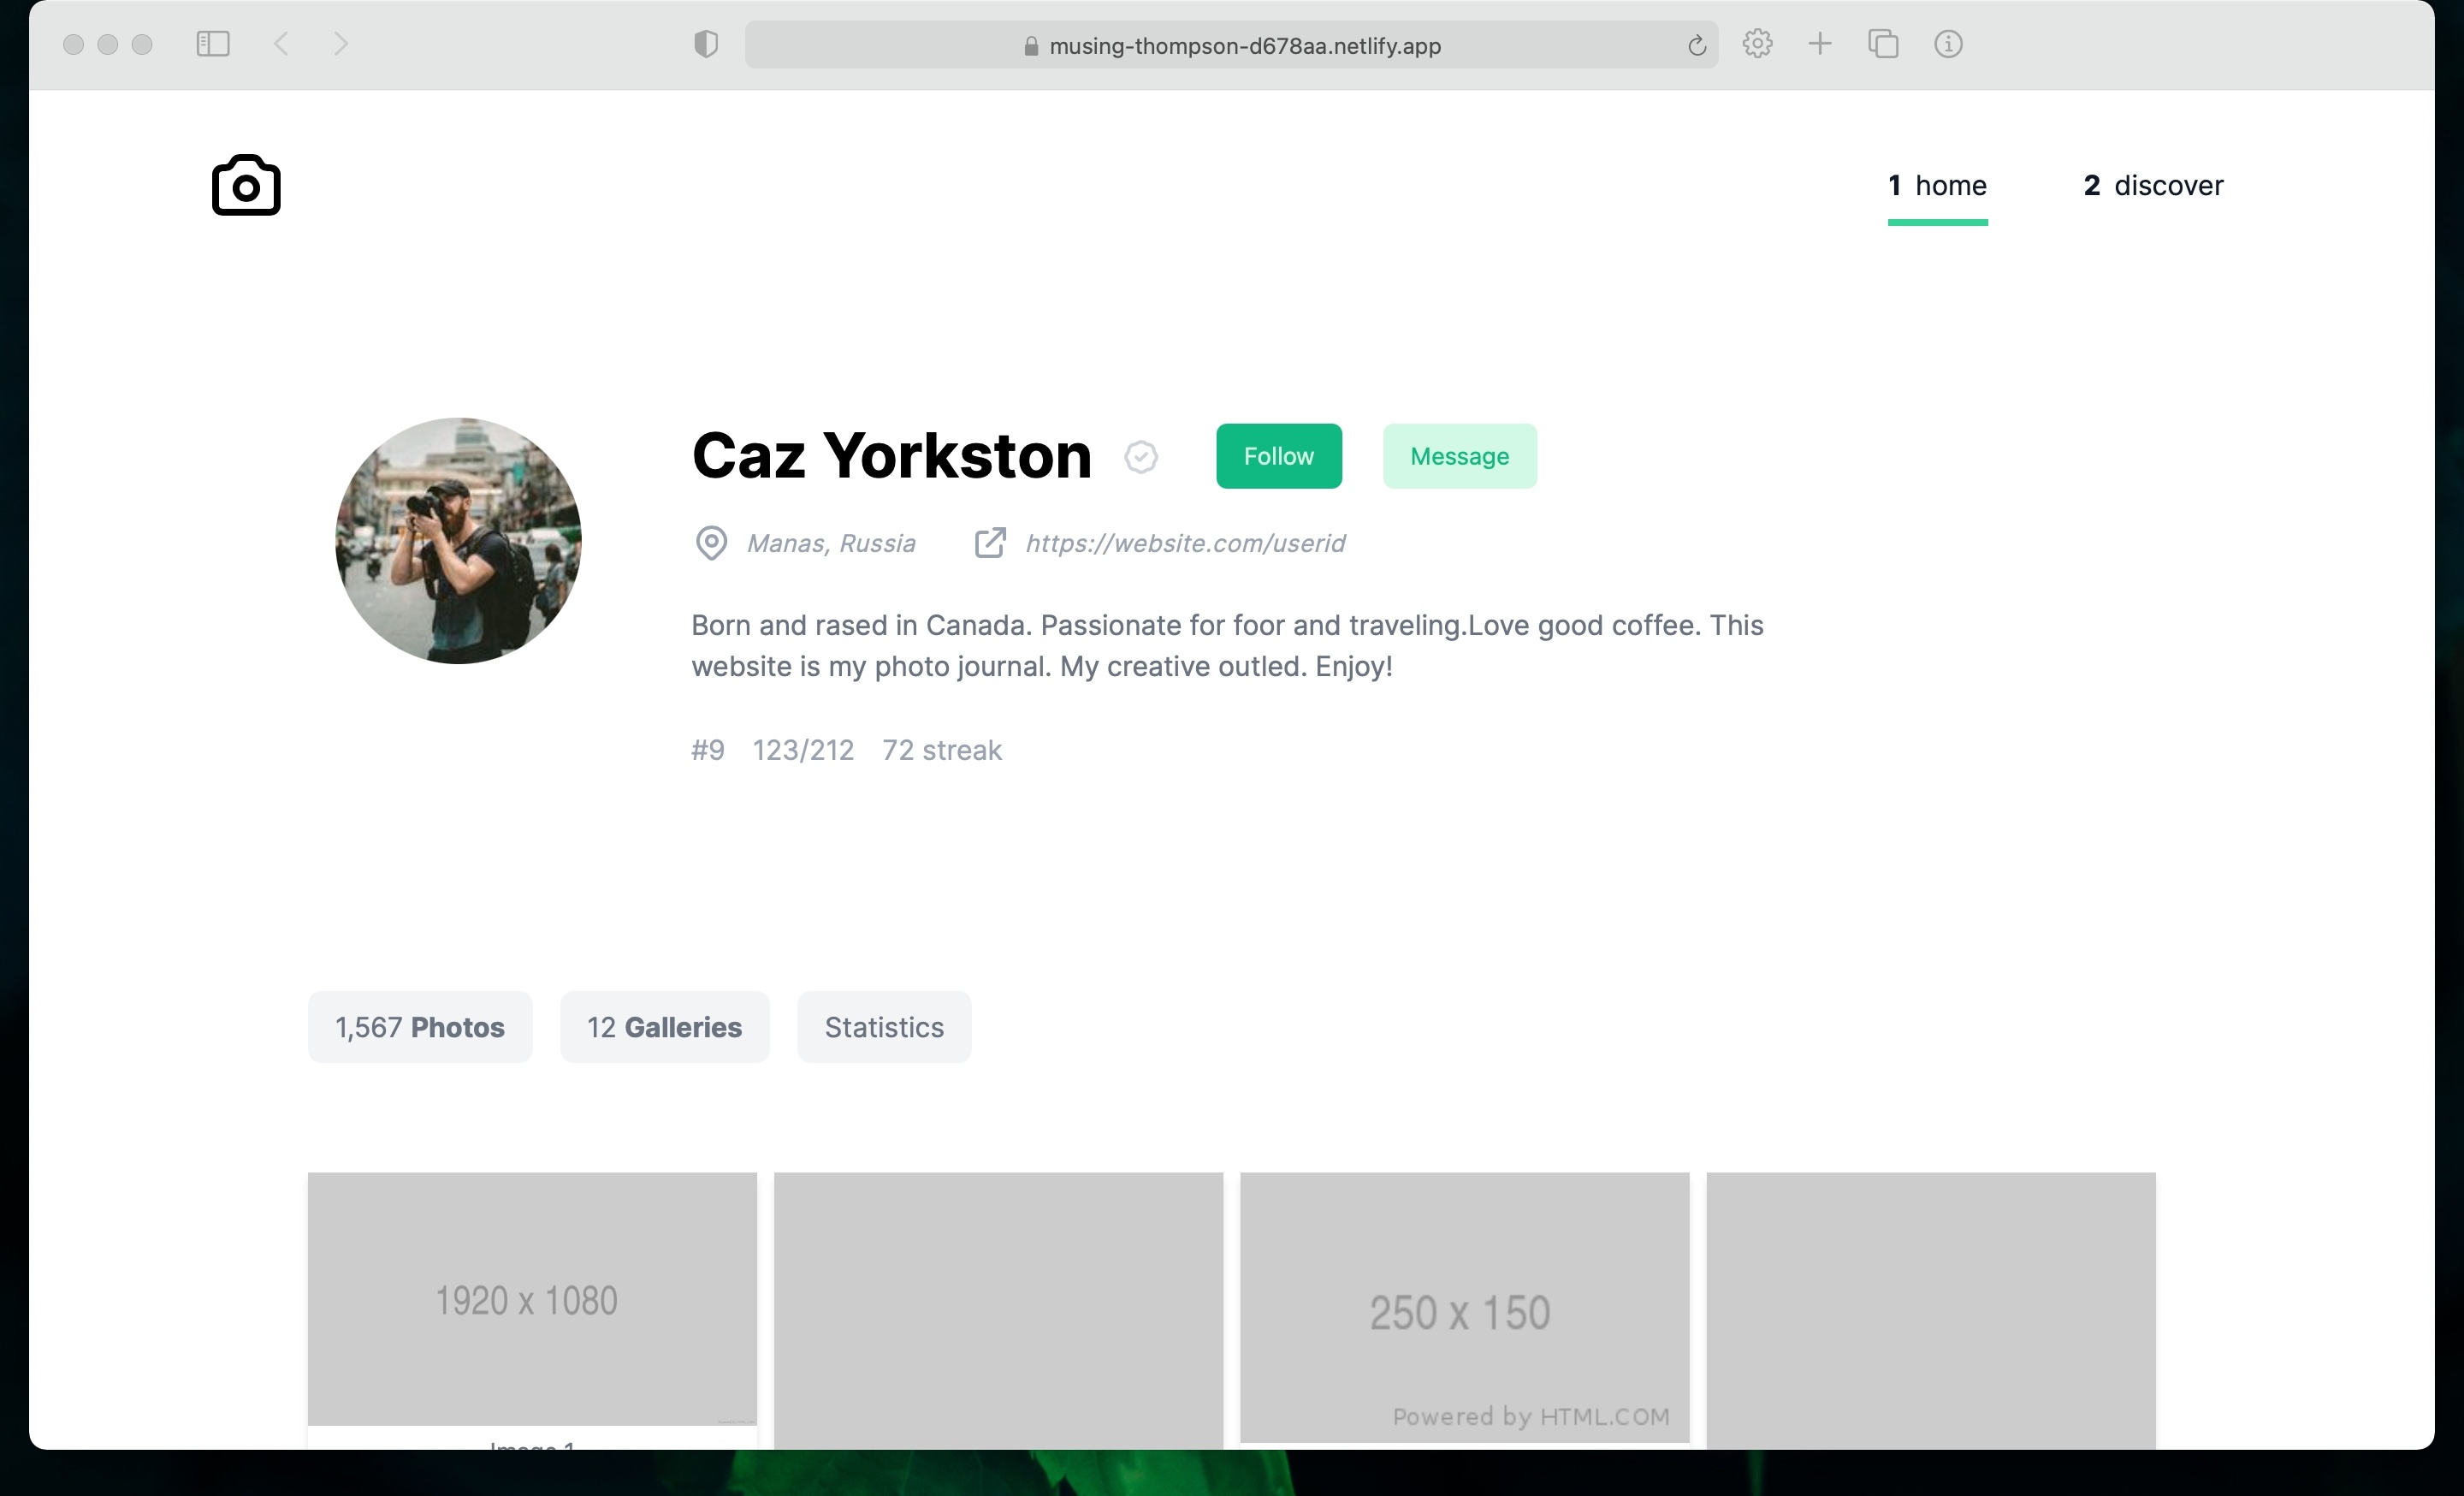 musing-thompson-d678aa.netlify.app
1 home 2 discover
Caz Yorkston
Follow
Message
Manas, Russia https://website.com/userid
Born and rased in Canada. Passionate for foor and traveling.Love good coffee. This
website is my photo journal. My creative outled. Enjoy!
#9 123/212 72 streak
1,567 Photos
12 Galleries
Statistics
1920 x 1080
250 x 150
Powered by HTML.COM
Image 1